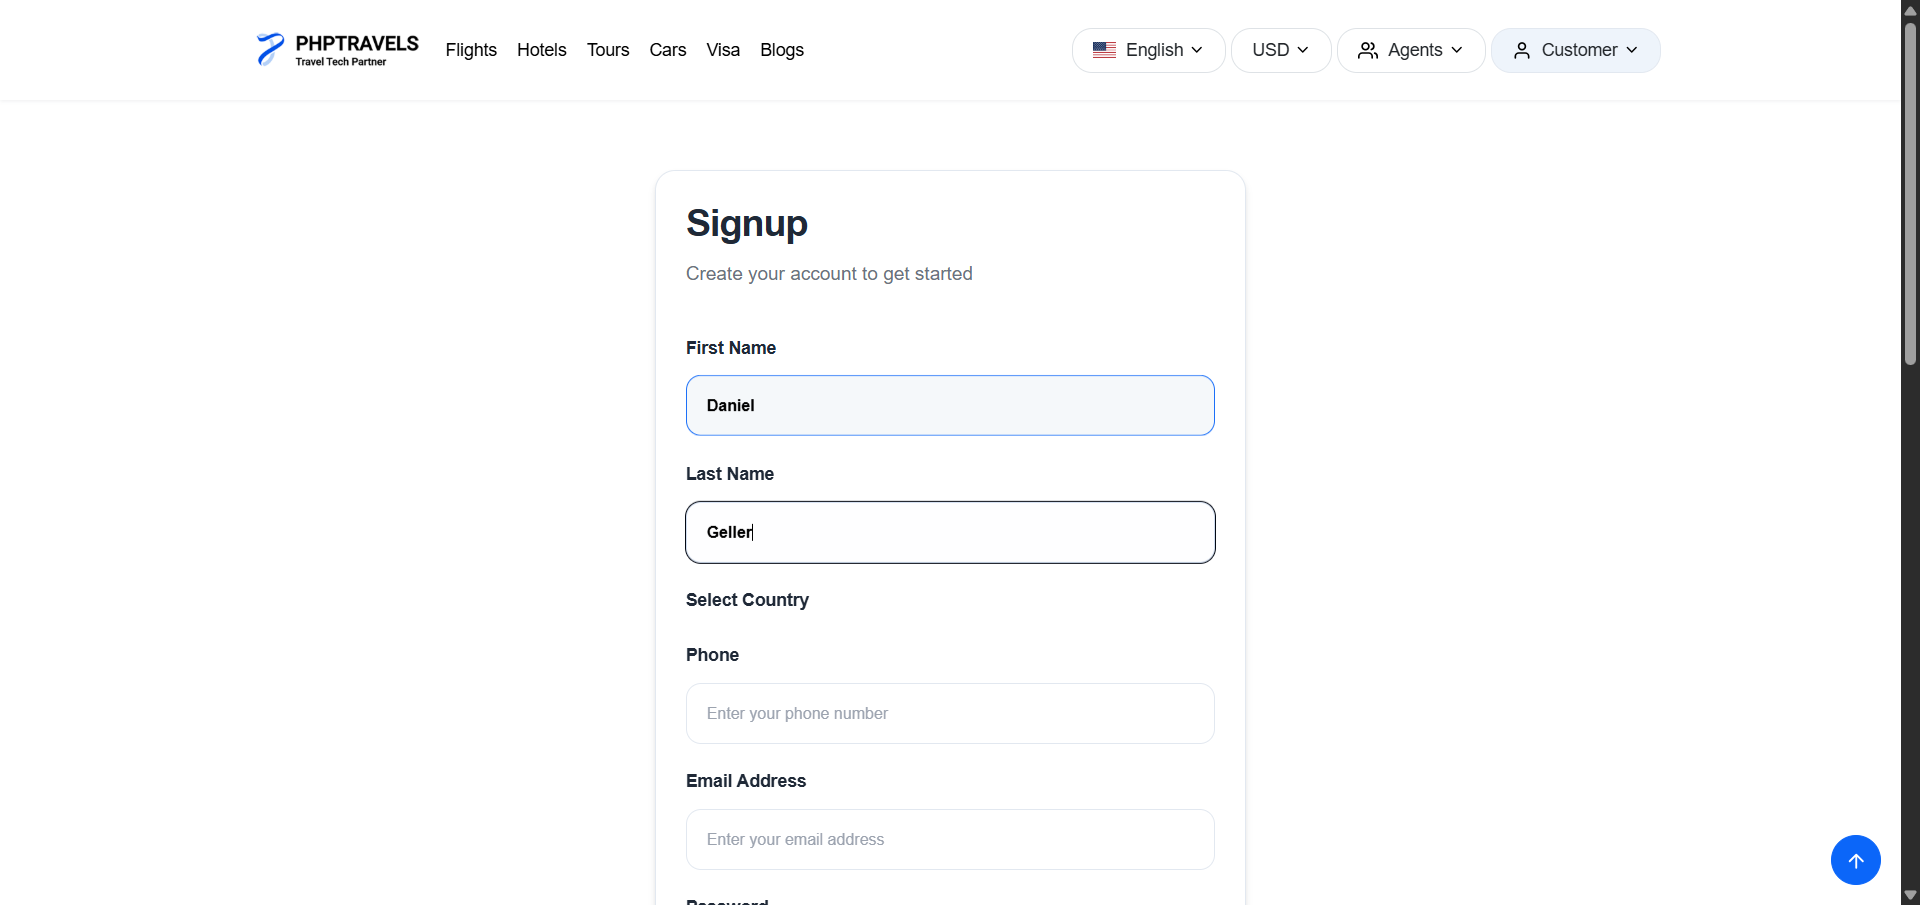 PHPTRAVELS
Travel Tech Partner
Flights Hotels Tours Cars Visa Blogs
English USD Agents Customer
Signup
Create your account to get started
First Name
Daniel
Last Name
Geller
Select Country
Phone
Enter your phone number
Email Address
Enter your email address
Password